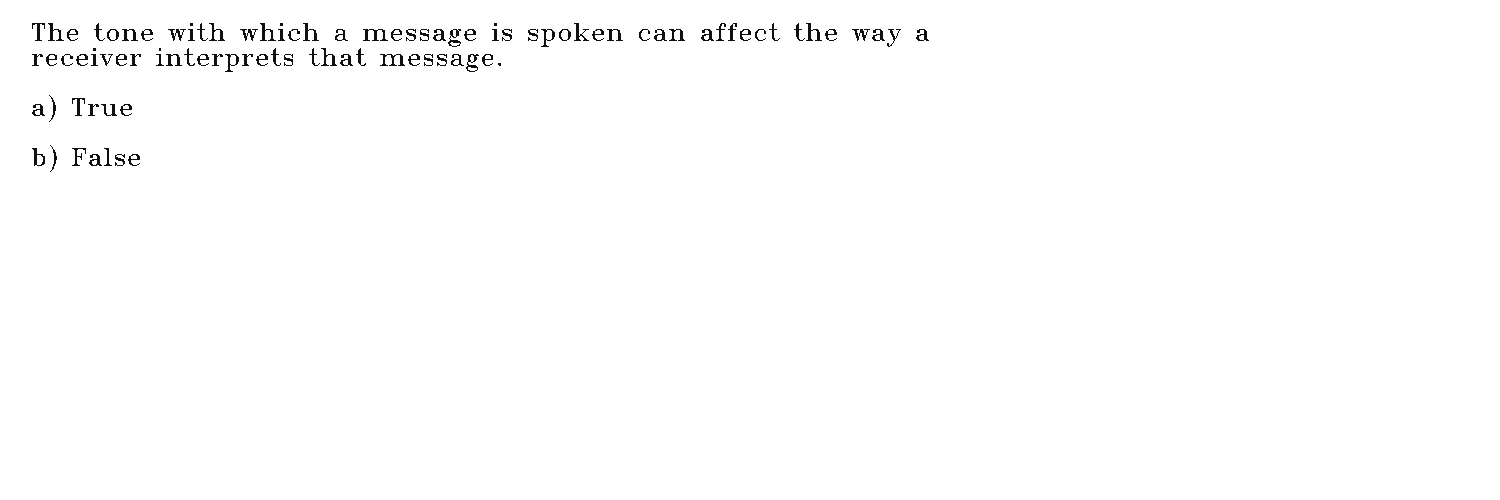 The tone with which a message is spoken can affect the way a
receiver interprets that message.
a) True
b) False